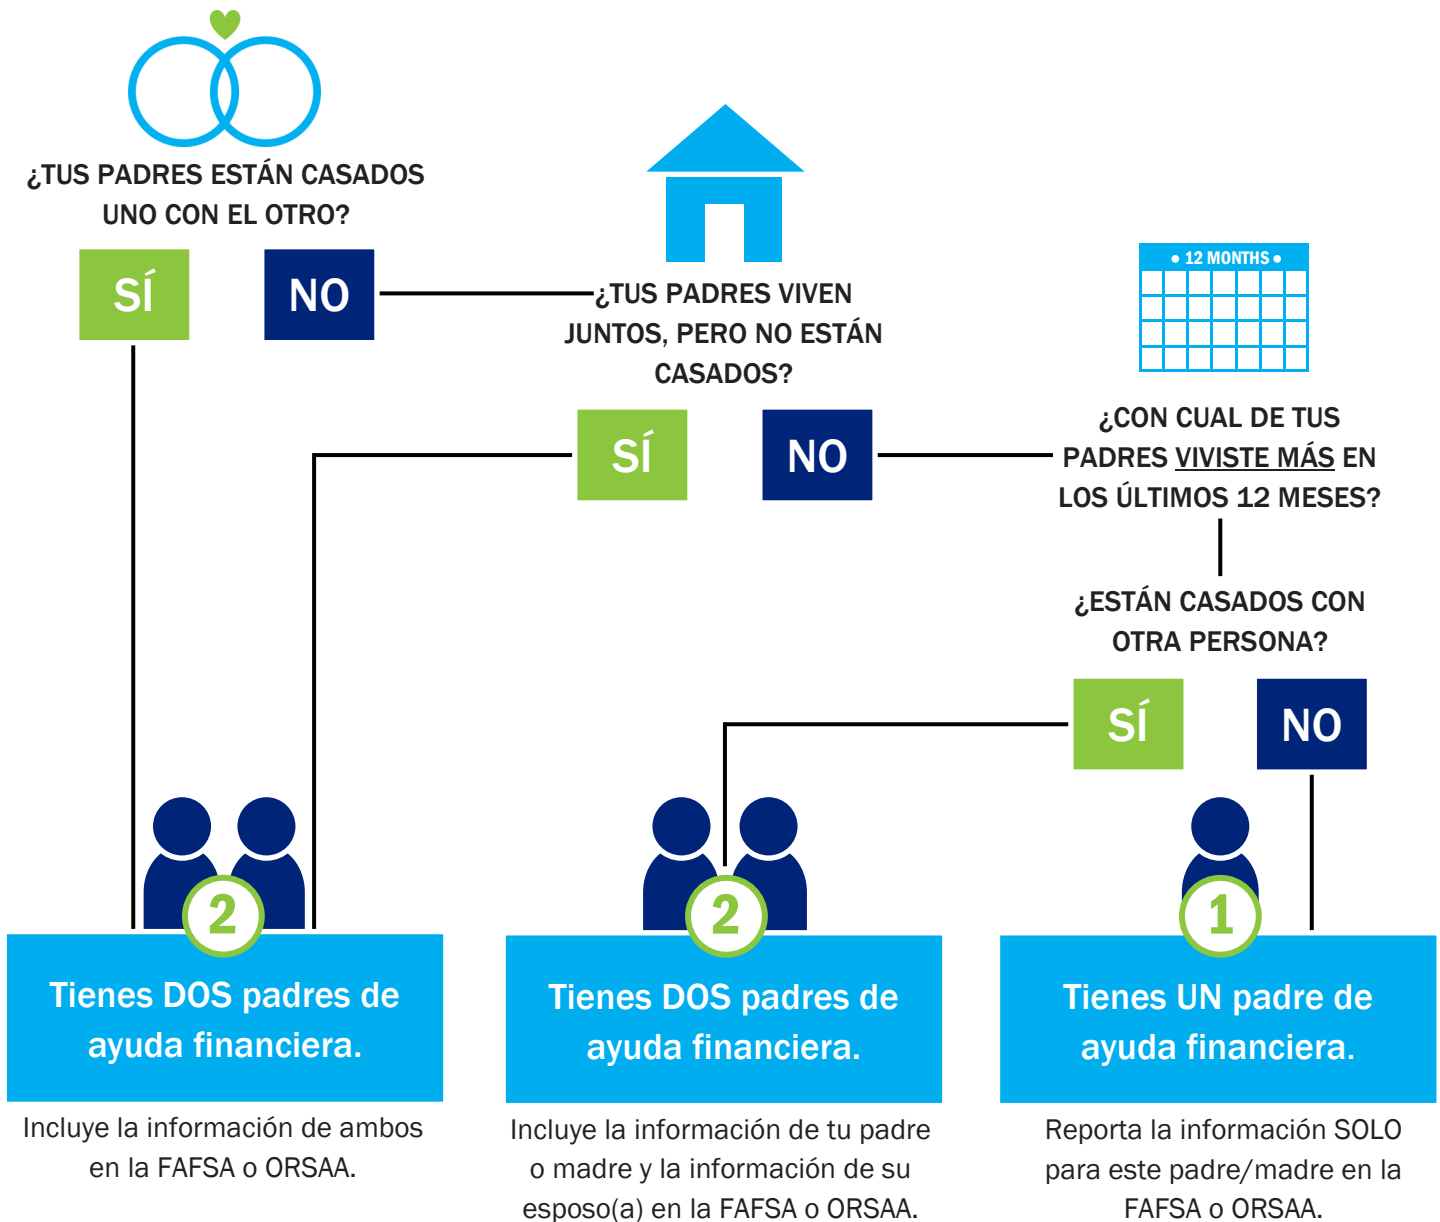 ¿TUS PADRES ESTÁN CASADOS
UNO CON EL OTRO?
SÍ
NO
¿TUS PADRES VIVEN
JUNTOS, PERO NO ESTÁN
CASADOS?
SÍ
NO
• 12 MONTHS •
¿CON CUAL DE TUS
PADRES VIVISTE MÁS EN
LOS ÚLTIMOS 12 MESES?
¿ESTÁN CASADOS CON
OTRA PERSONA?
SÍ
NO
2
Tienes DOS padres de
ayuda financiera.
Incluye la información de ambos
en la FAFSA o ORSAA.
2
Tienes DOS padres de
ayuda financiera.
Incluye la información de tu padre
o madre y la información de su
esposo(a) en la FAFSA o ORSAA.
1
Tienes UN padre de
ayuda financiera.
Reporta la información SOLO
para este padre/madre en la
FAFSA o ORSAA.